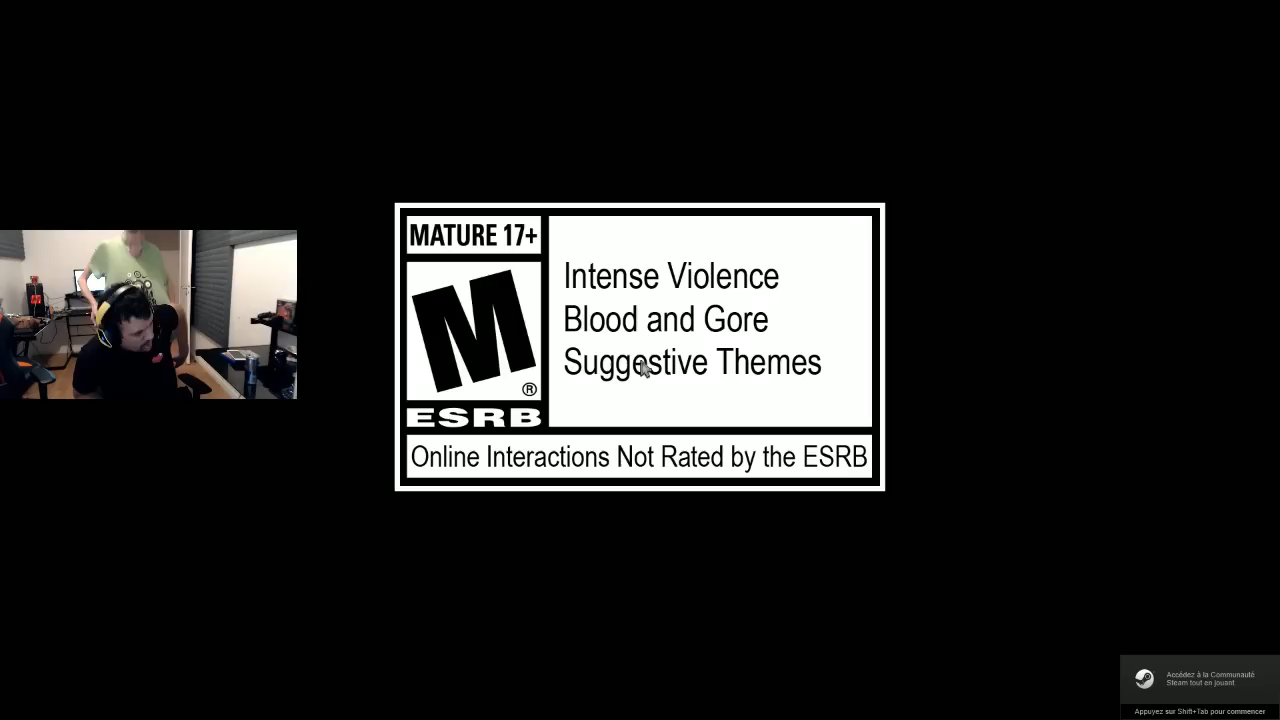 MATURE 17+
M
®
ESRB
Intense Violence
Blood and Gore
Suggestive Themes
Online Interactions Not Rated by the ESRB
Accédez à la Communauté
Steam tout en jouant
Appuyez sur Shift+Tab pour commencer